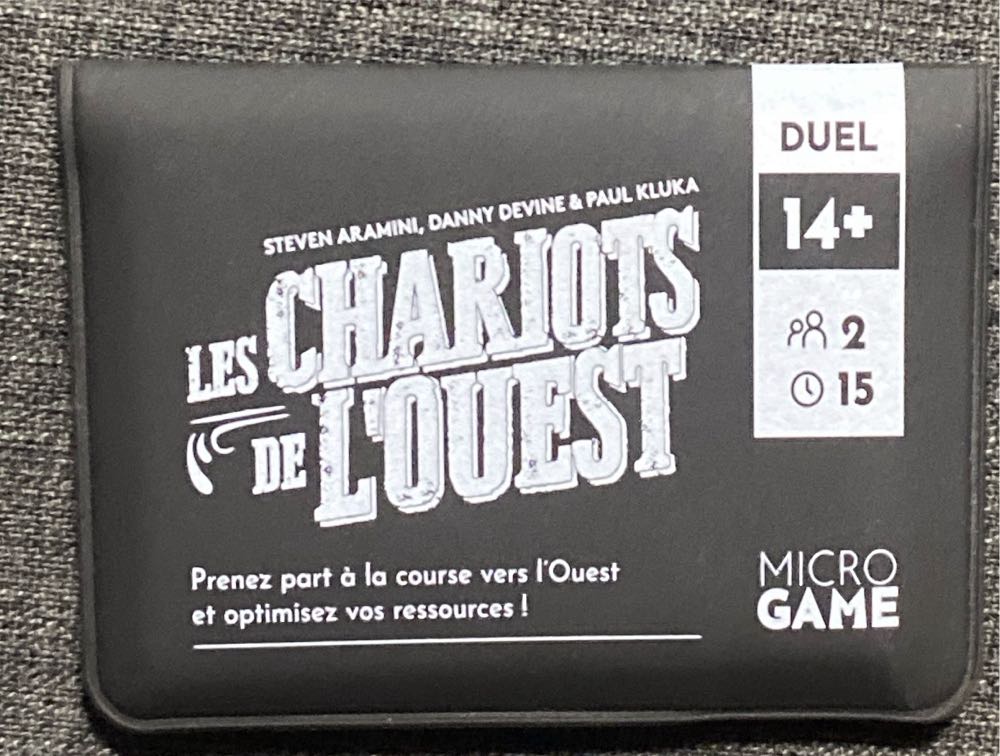 STEVEN ARAMINI, DANNY DEVINE & PAUL KLUKA
LES CHARIOTS
DE L'OUEST
Prenez part à la course vers l'Ouest
et optimisez vos ressources !
DUEL
14+
2
15
MICRO
GAME